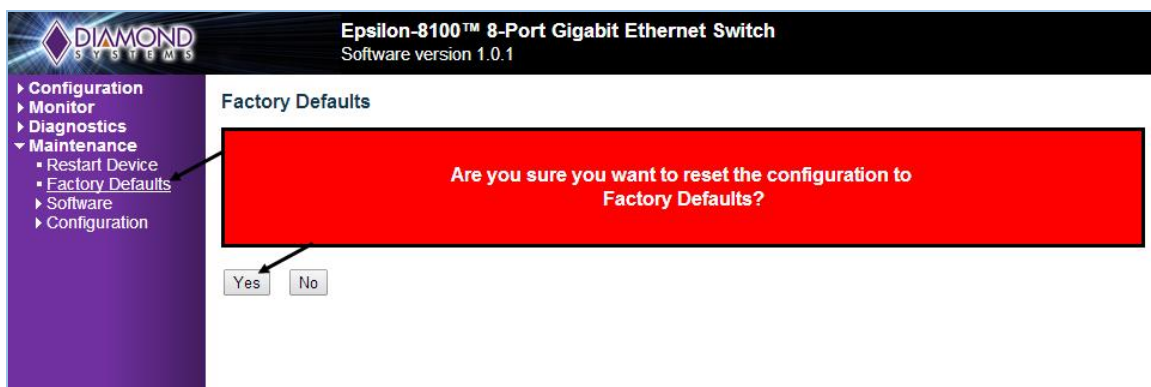 DIAMOND
SYSTEMS
Epsilon-8100™ 8-Port Gigabit Ethernet Switch
Software version 1.0.1
Configuration
Monitor
Diagnostics
Maintenance
Restart Device
Factory Defaults
Software
Configuration
Factory Defaults
Are you sure you want to reset the configuration to
Factory Defaults?
Yes No